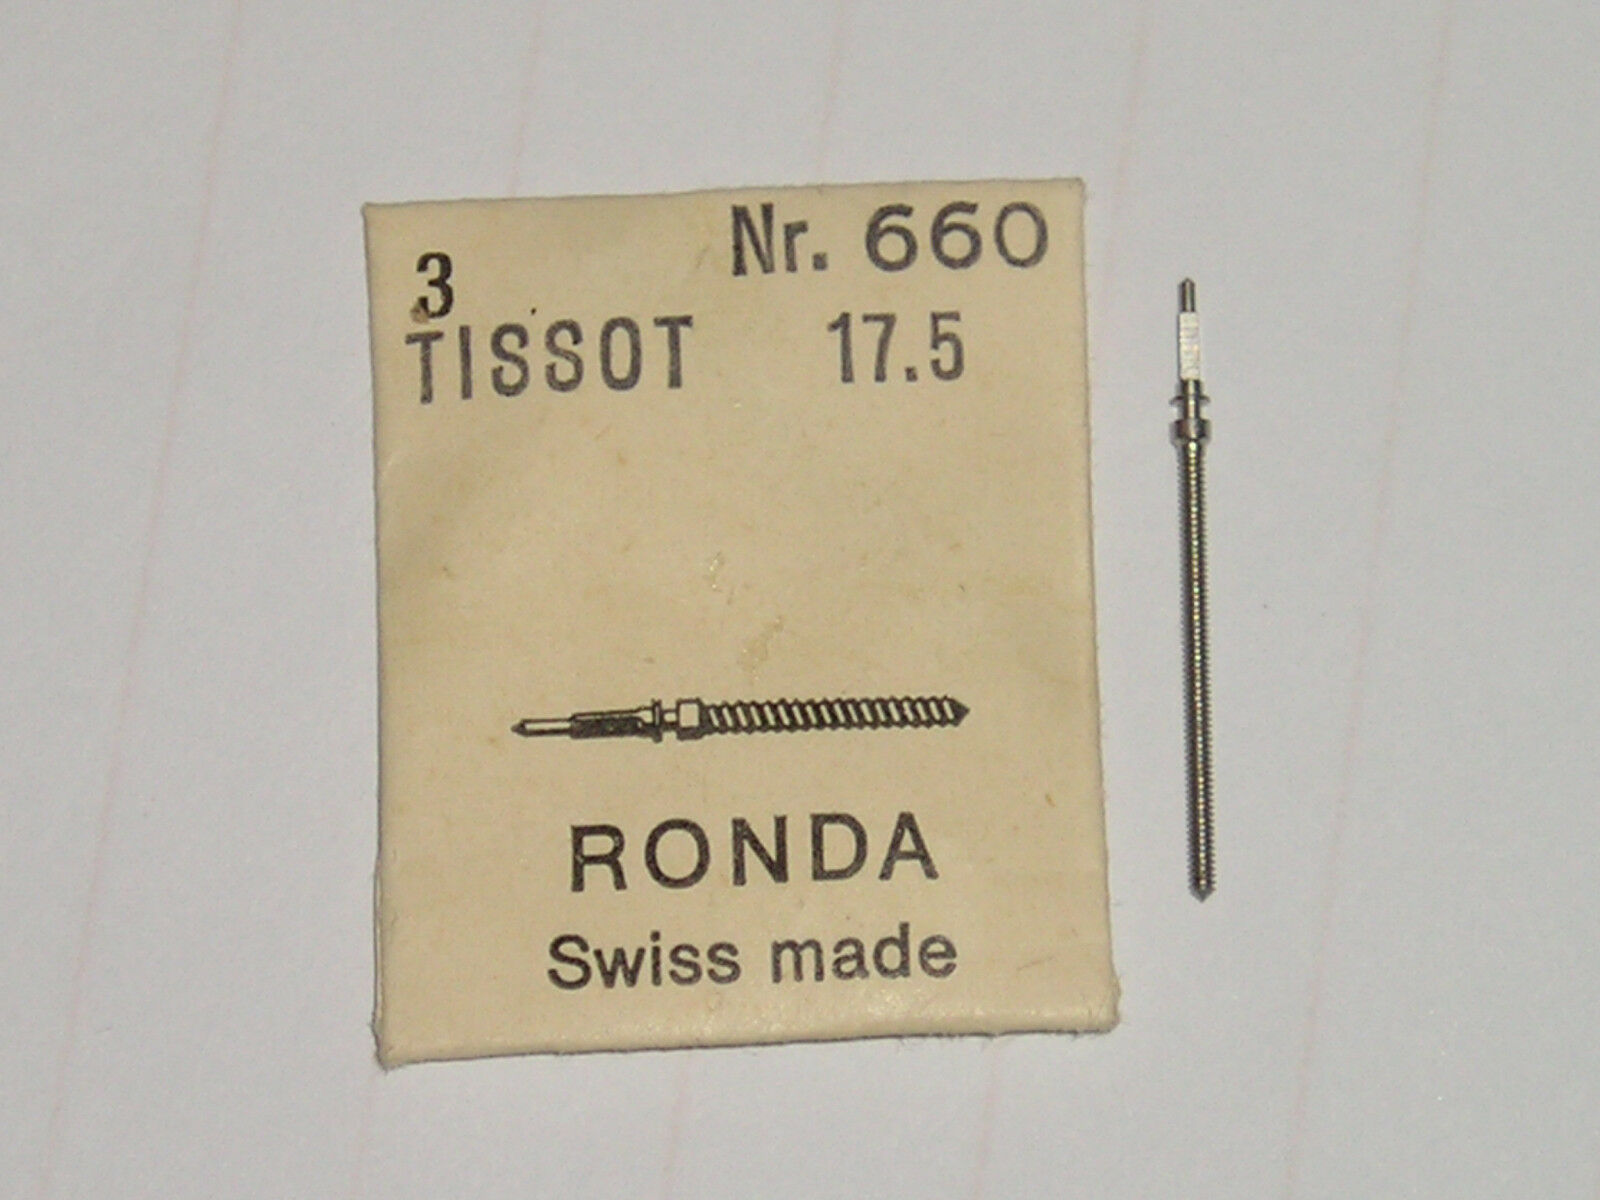 Nr. 660
3
TISSOT 17.5
RONDA
Swiss made